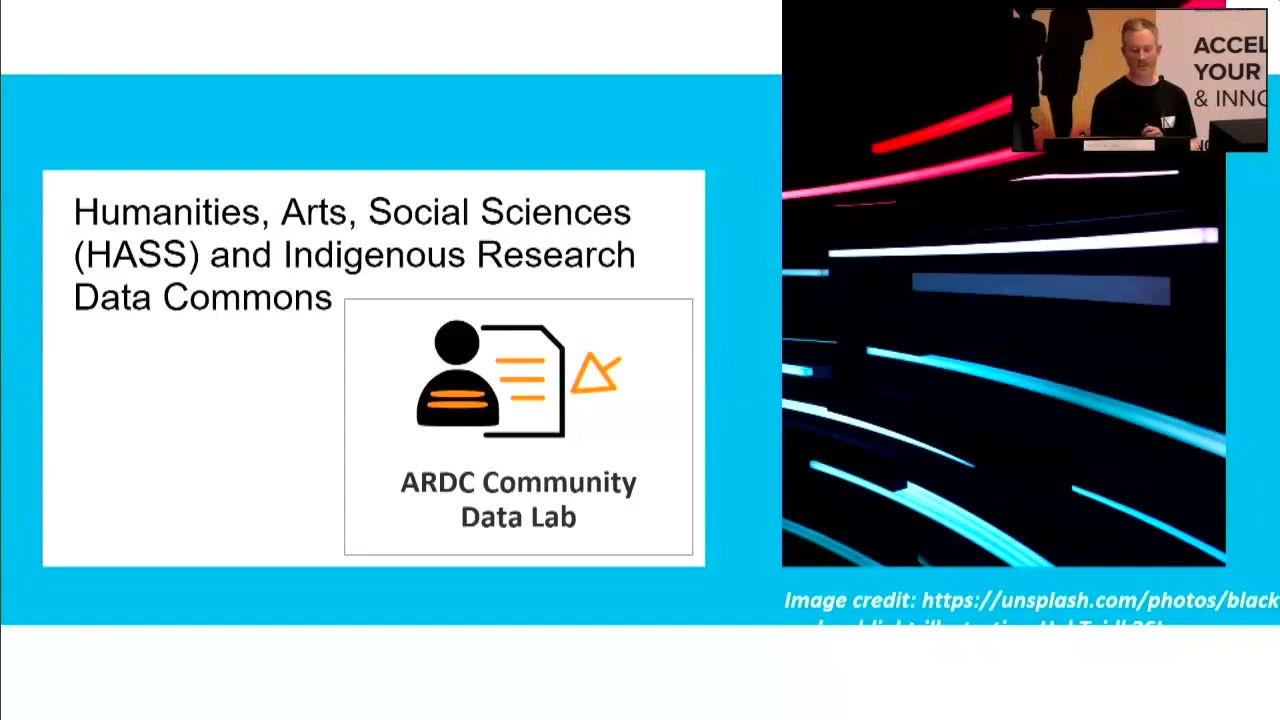 Humanities, Arts, Social Sciences
(HASS) and Indigenous Research
Data Commons
ARDC Community
Data Lab
ACCEL
YOUR
& INNO
Image credit: https://unsplash.com/photos/black